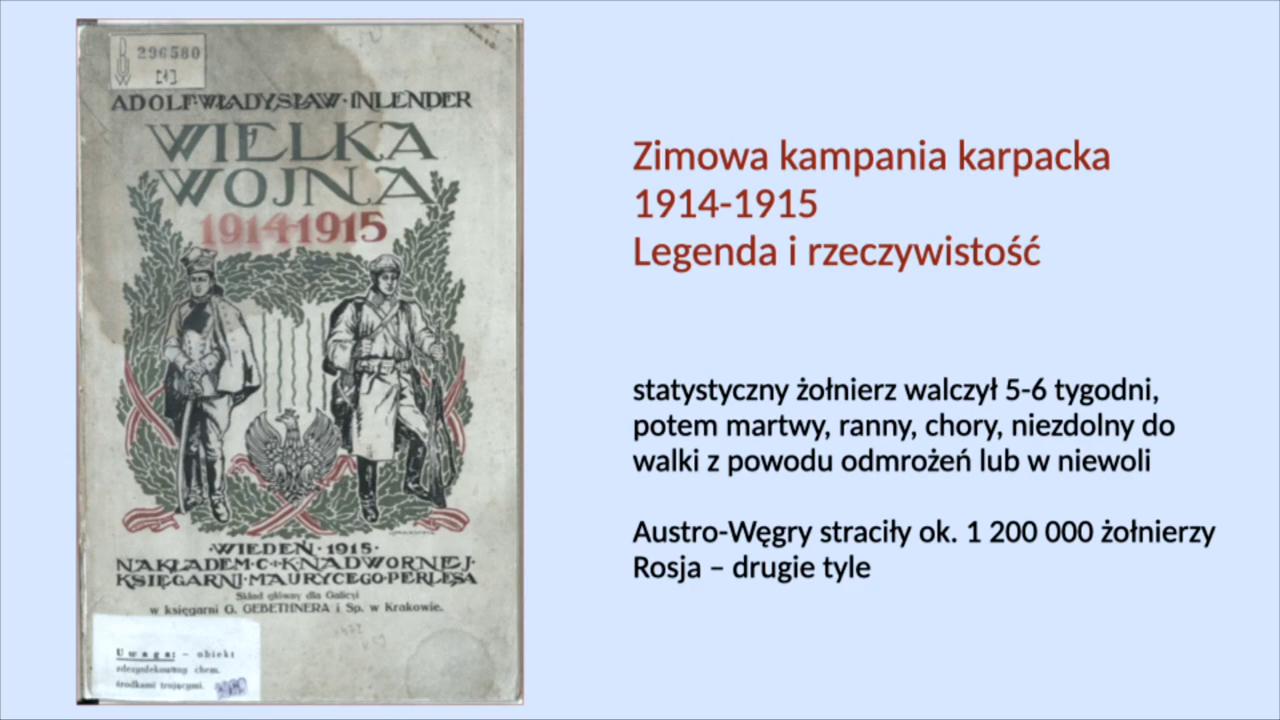 296580
[1]
ADOLF·WŁADYSŁAW·INLENDER
WIELKA
WOJNA
1914-1915
·WIEDEŃ·1915·
NAKŁADEM·C·K·NADWORNEJ·
KSIĘGARNI·MAURYCEGO·PERLESA
Skład główny dla Galicyi
w księgarni G. GEBETHNERA i Sp. w Krakowie.
Uwaga: – obiekt
zdezynfekowany chem.
środkami trującymi.
Zimowa kampania karpacka
1914-1915
Legenda i rzeczywistość
statystyczny żołnierz walczył 5-6 tygodni,
potem martwy, ranny, chory, niezdolny do
walki z powodu odmrożeń lub w niewoli
Austro-Węgry straciły ok. 1 200 000 żołnierzy
Rosja – drugie tyle